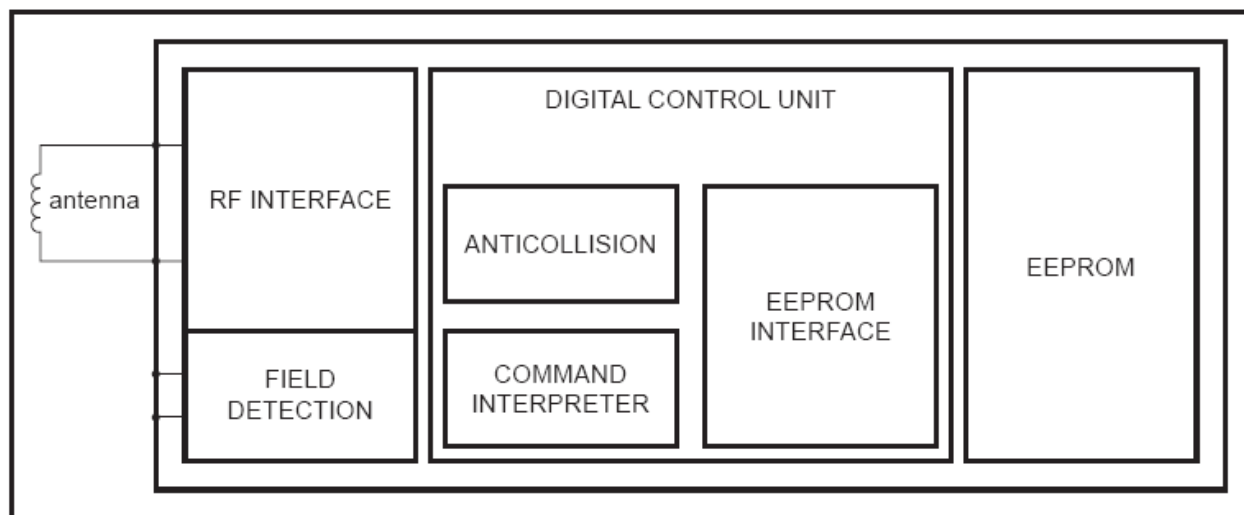 DIGITAL CONTROL UNIT
antenna
RF INTERFACE
ANTICOLLISION
EEPROM
INTERFACE
EEPROM
FIELD
DETECTION
COMMAND
INTERPRETER